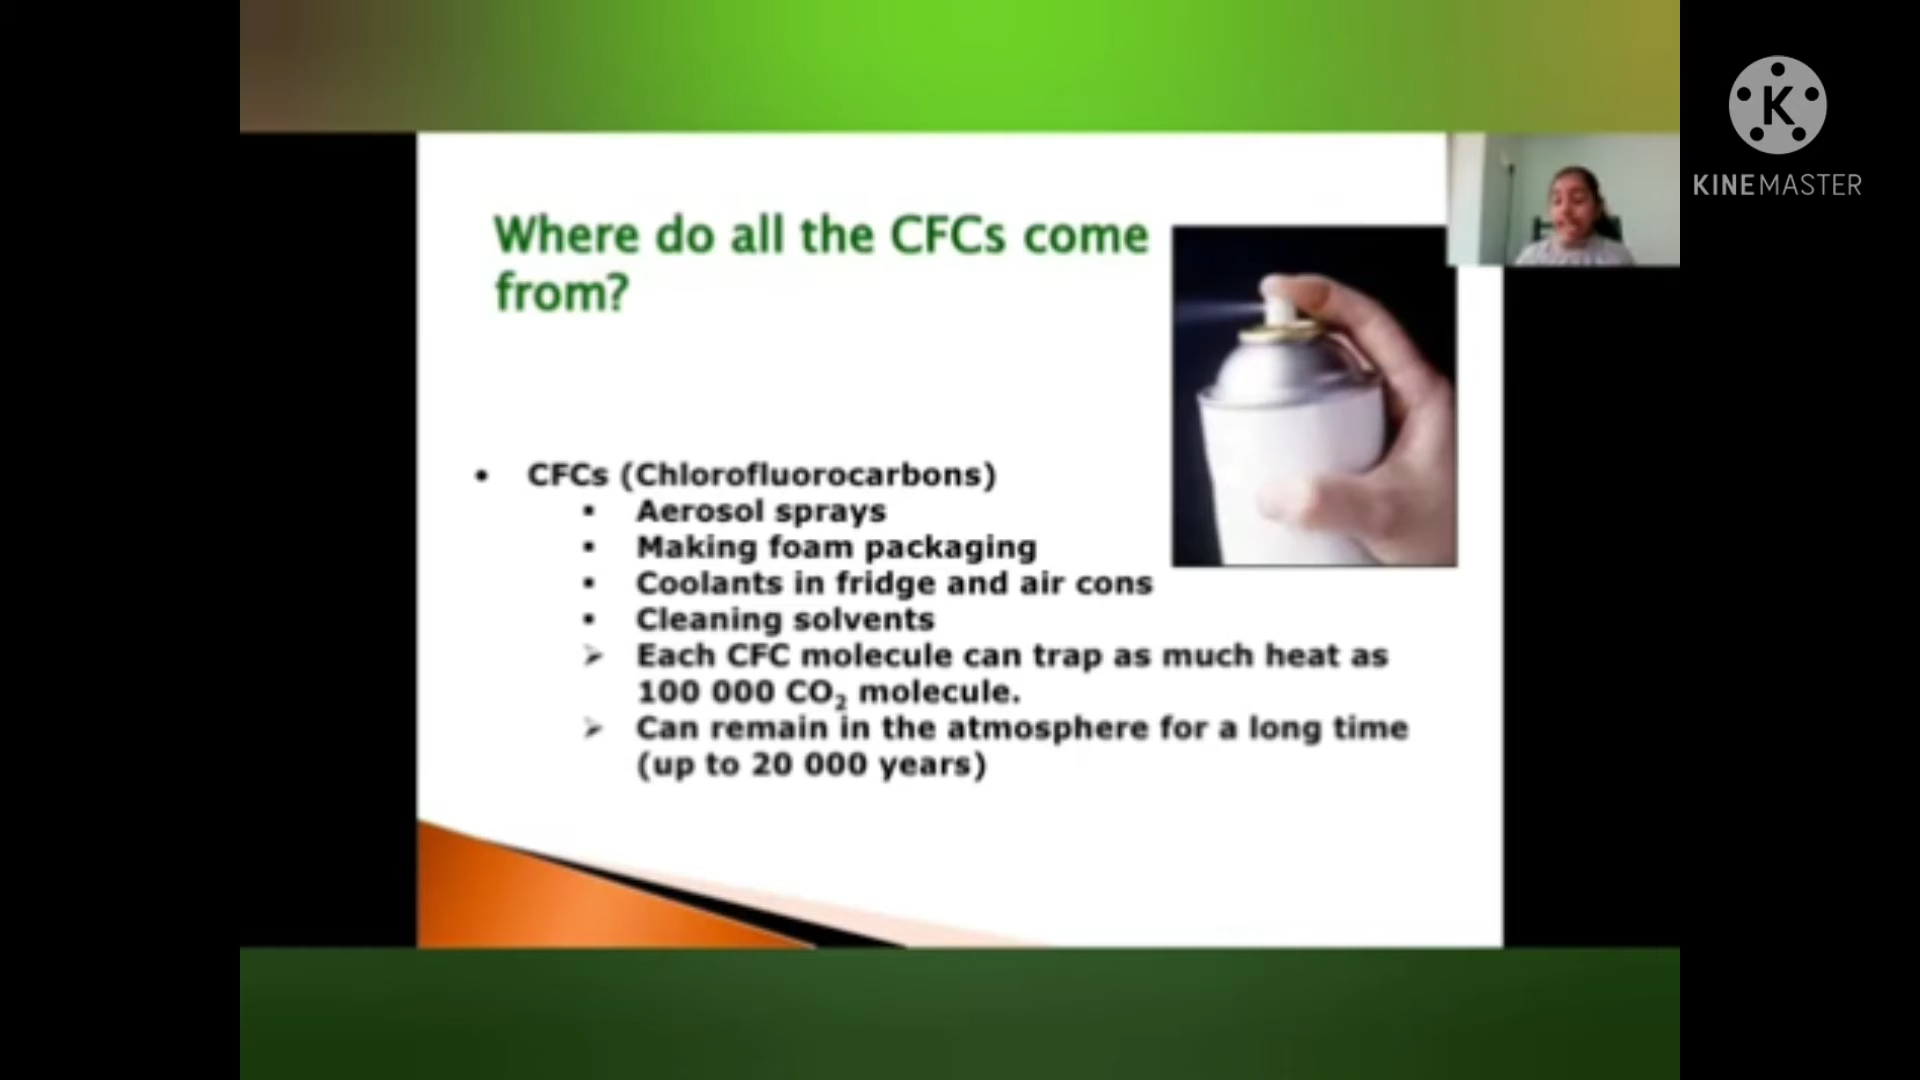 K
KINEMASTER
Where do all the CFCs come
from?
• CFCs (Chlorofluorocarbons)
▪ Aerosol sprays
▪ Making foam packaging
▪ Coolants in fridge and air cons
▪ Cleaning solvents
➢ Each CFC molecule can trap as much heat as
100 000 CO₂ molecule.
➢ Can remain in the atmosphere for a long time
(up to 20 000 years)